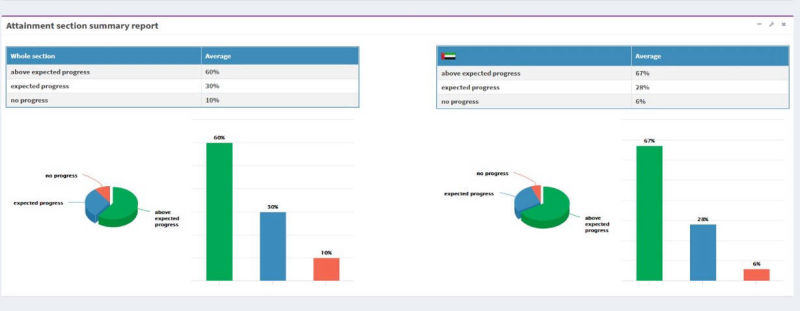 Attainment section summary report
Whole section Average
above expected progress 60%
expected progress 30%
no progress 10%
Average
above expected progress 67%
expected progress 28%
no progress 6%
no progress
expected progress
above
expected
progress
60%
30%
10%
no progress
expected progress
above
expected
progress
67%
28%
6%